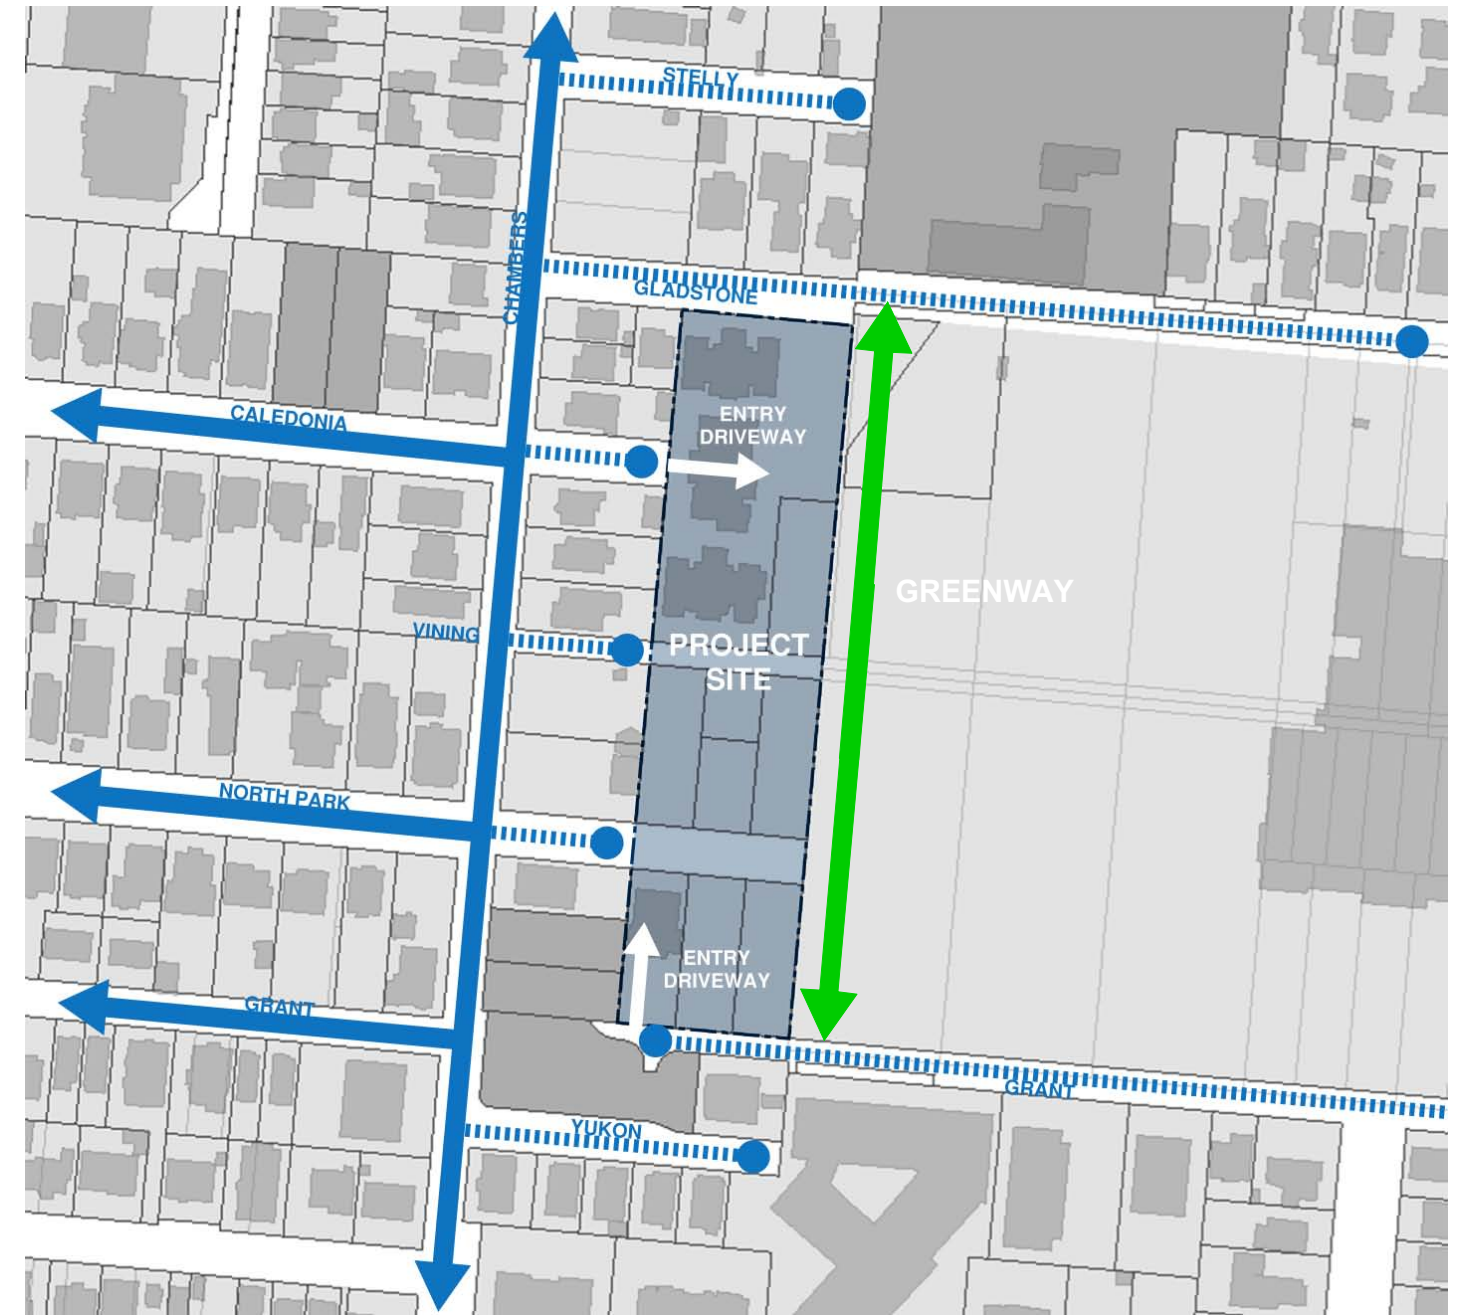 STELLY
CHAMBERS
GLADSTONE
CALEDONIA
ENTRY
DRIVEWAY
GREENWAY
VINING
PROJECT
SITE
NORTH PARK
ENTRY
DRIVEWAY
GRANT
GRANT
YUKON